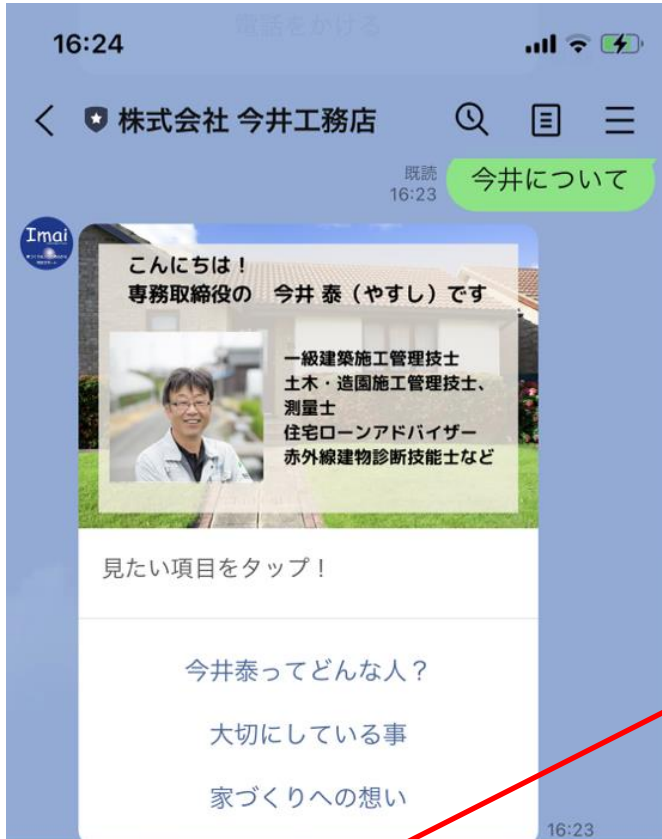 電話をかける
16:24
株式会社 今井工務店
既読
16:23
今井について
Imai
こんにちは！
専務取締役の　今井 泰（やすし）です
一級建築施工管理技士
土木・造園施工管理技士、
測量士
住宅ローンアドバイザー
赤外線建物診断技能士など
見たい項目をタップ！
今井泰ってどんな人？
大切にしている事
家づくりへの想い
16:23